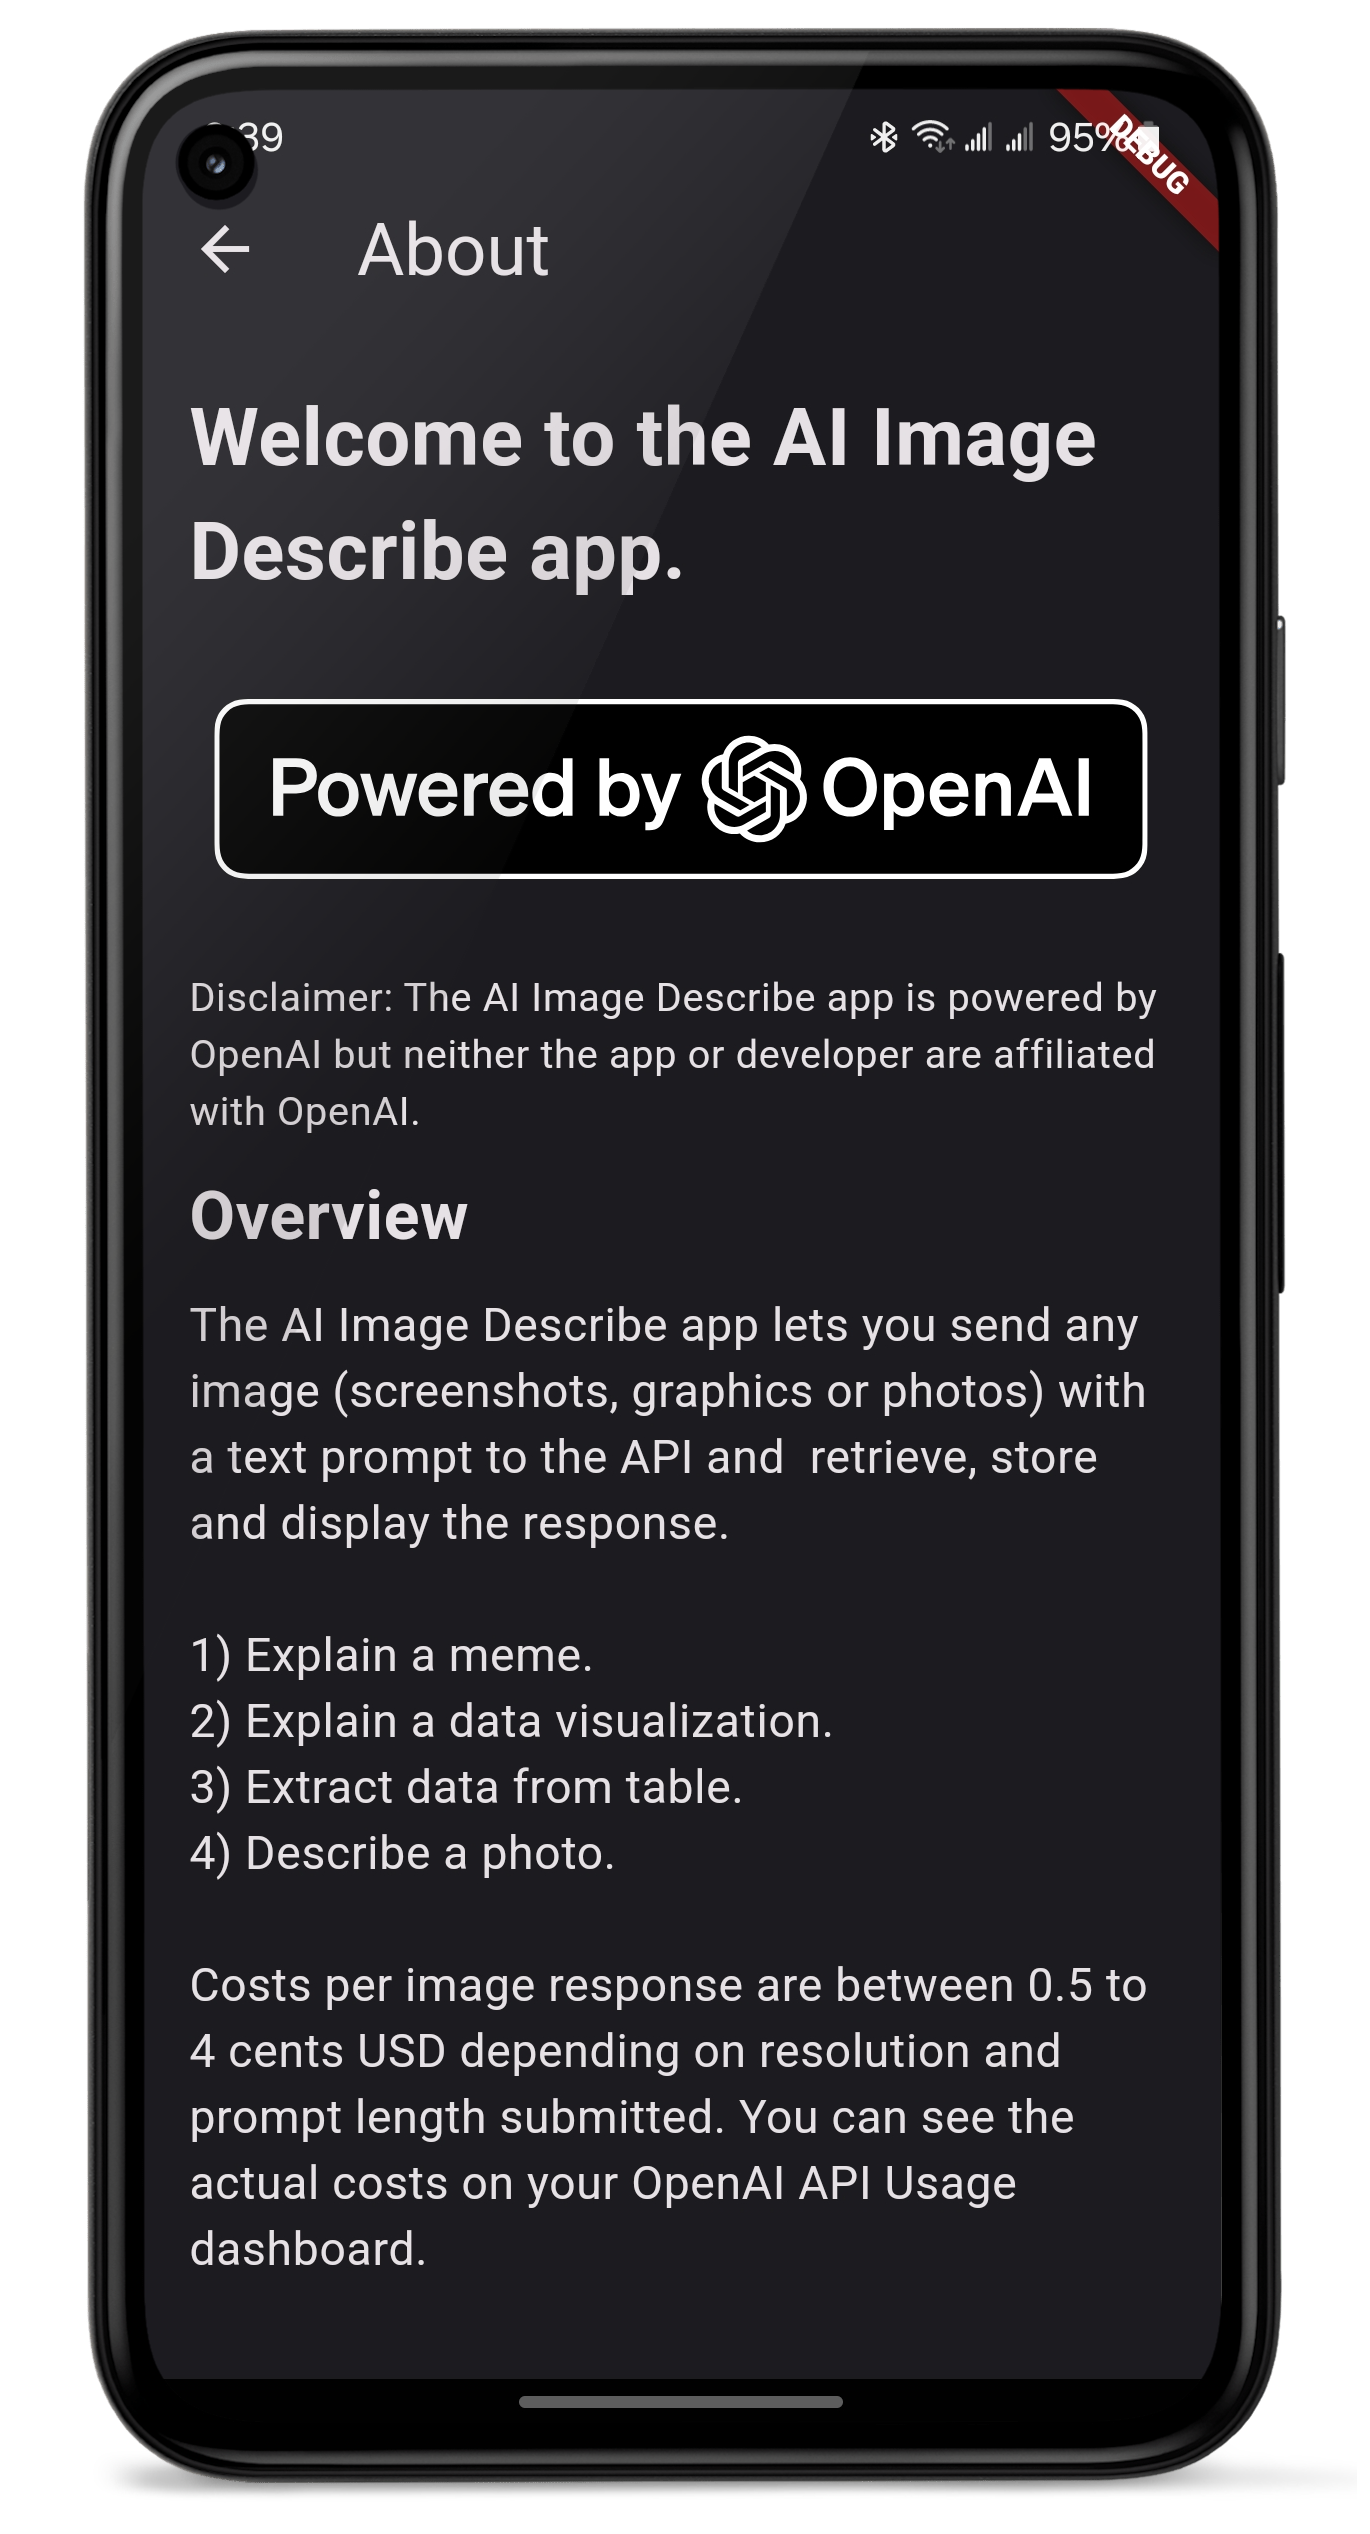 39
95%
DEBUG
About
Welcome to the AI Image
Describe app.
Powered by OpenAI
Disclaimer: The AI Image Describe app is powered by
OpenAI but neither the app or developer are affiliated
with OpenAI.
Overview
The AI Image Describe app lets you send any
image (screenshots, graphics or photos) with
a text prompt to the API and  retrieve, store
and display the response.
1) Explain a meme.
2) Explain a data visualization.
3) Extract data from table.
4) Describe a photo.
Costs per image response are between 0.5 to
4 cents USD depending on resolution and
prompt length submitted. You can see the
actual costs on your OpenAI API Usage
dashboard.